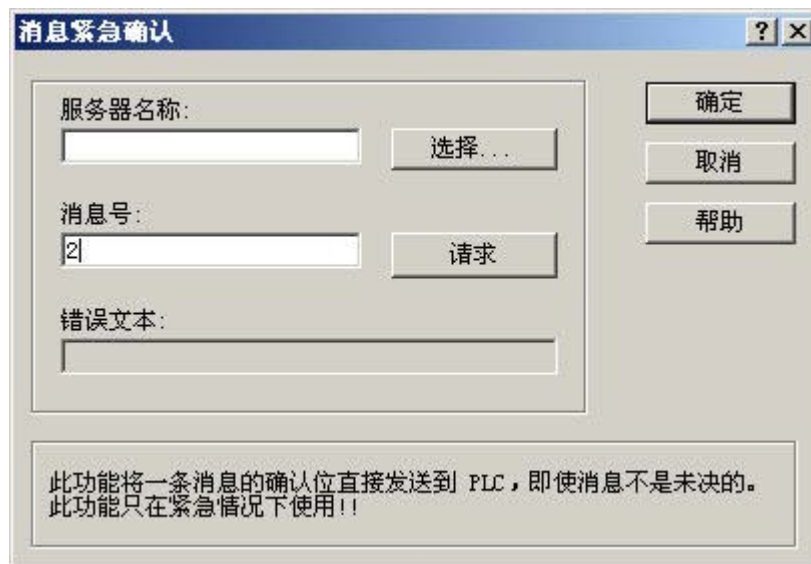 消息紧急确认
服务器名称:
选择...
消息号:
2
请求
错误文本:
确定
取消
帮助
此功能将一条消息的确认位直接发送到 PLC，即使消息不是未决的。
此功能只在紧急情况下使用!!